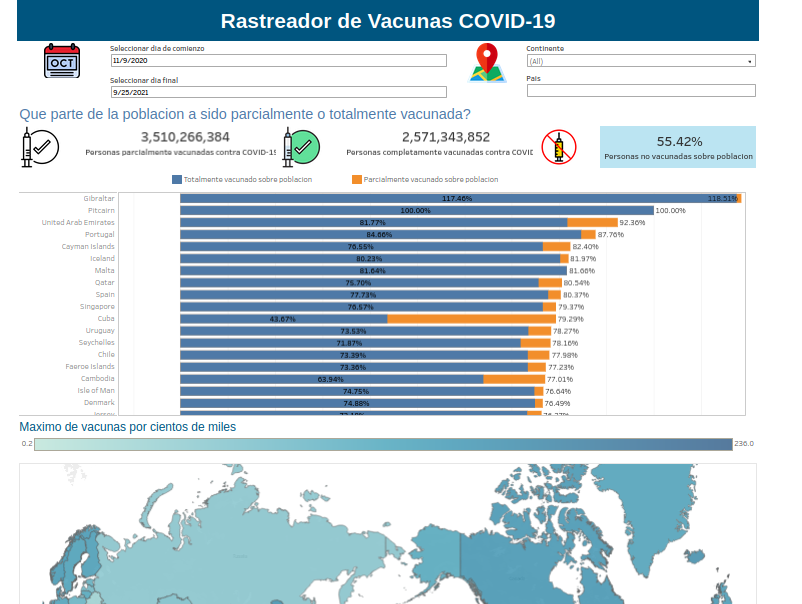 Rastreador de Vacunas COVID-19
OCT
Seleccionar dia de comienzo
11/9/2020
Seleccionar dia final
9/25/2021
Continente
(All)
Pais
Que parte de la poblacion a sido parcialmente o totalmente vacunada?
3,510,266,384
Personas parcialmente vacunadas contra COVID-1
2,571,343,852
Personas completamente vacunadas contra COVID
55.42%
Personas no vacunadas sobre poblacion
Totalmente vacunado sobre poblacion
Parcialmente vacunado sobre poblacion
Gibraltar 117.46% 118.51%
Pitcairn 100.00% 100.00%
United Arab Emirates 81.77% 92.36%
Portugal 84.66% 87.76%
Cayman Islands 76.55% 82.40%
Iceland 80.23% 81.97%
Malta 81.64% 81.66%
Qatar 75.70% 80.54%
Spain 77.73% 80.37%
Singapore 76.57% 79.37%
Cuba 43.67% 79.29%
Uruguay 73.53% 78.27%
Seychelles 71.87% 78.16%
Chile 73.39% 77.98%
Faeroe Islands 73.36% 77.23%
Cambodia 63.94% 77.01%
Isle of Man 74.75% 76.64%
Denmark 74.88% 76.49%
Maximo de vacunas por cientos de miles
0.2 236.0